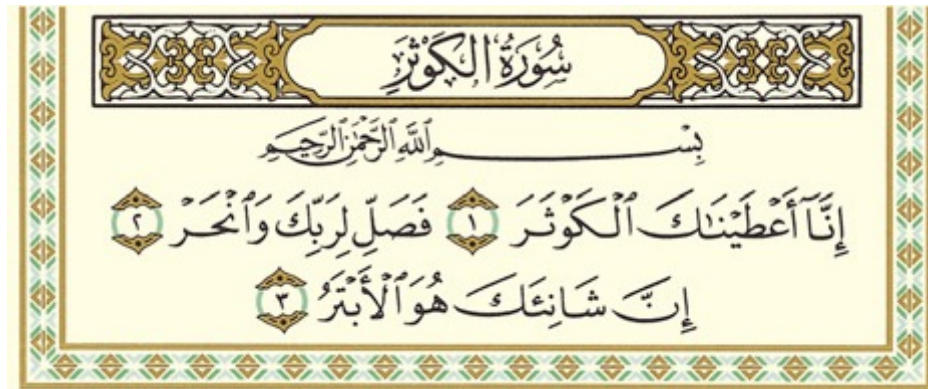 سُورَةُ الكَوْثَرِ
بِسْمِ ٱللَّهِ ٱلرَّحْمَٰنِ ٱلرَّحِيمِ
إِنَّآ أَعْطَيْنَٰكَ ٱلْكَوْثَرَ ١ فَصَلِّ لِرَبِّكَ وَٱنْحَرْ ٢
إِنَّ شَانِئَكَ هُوَ ٱلْأَبْتَرُ ٣